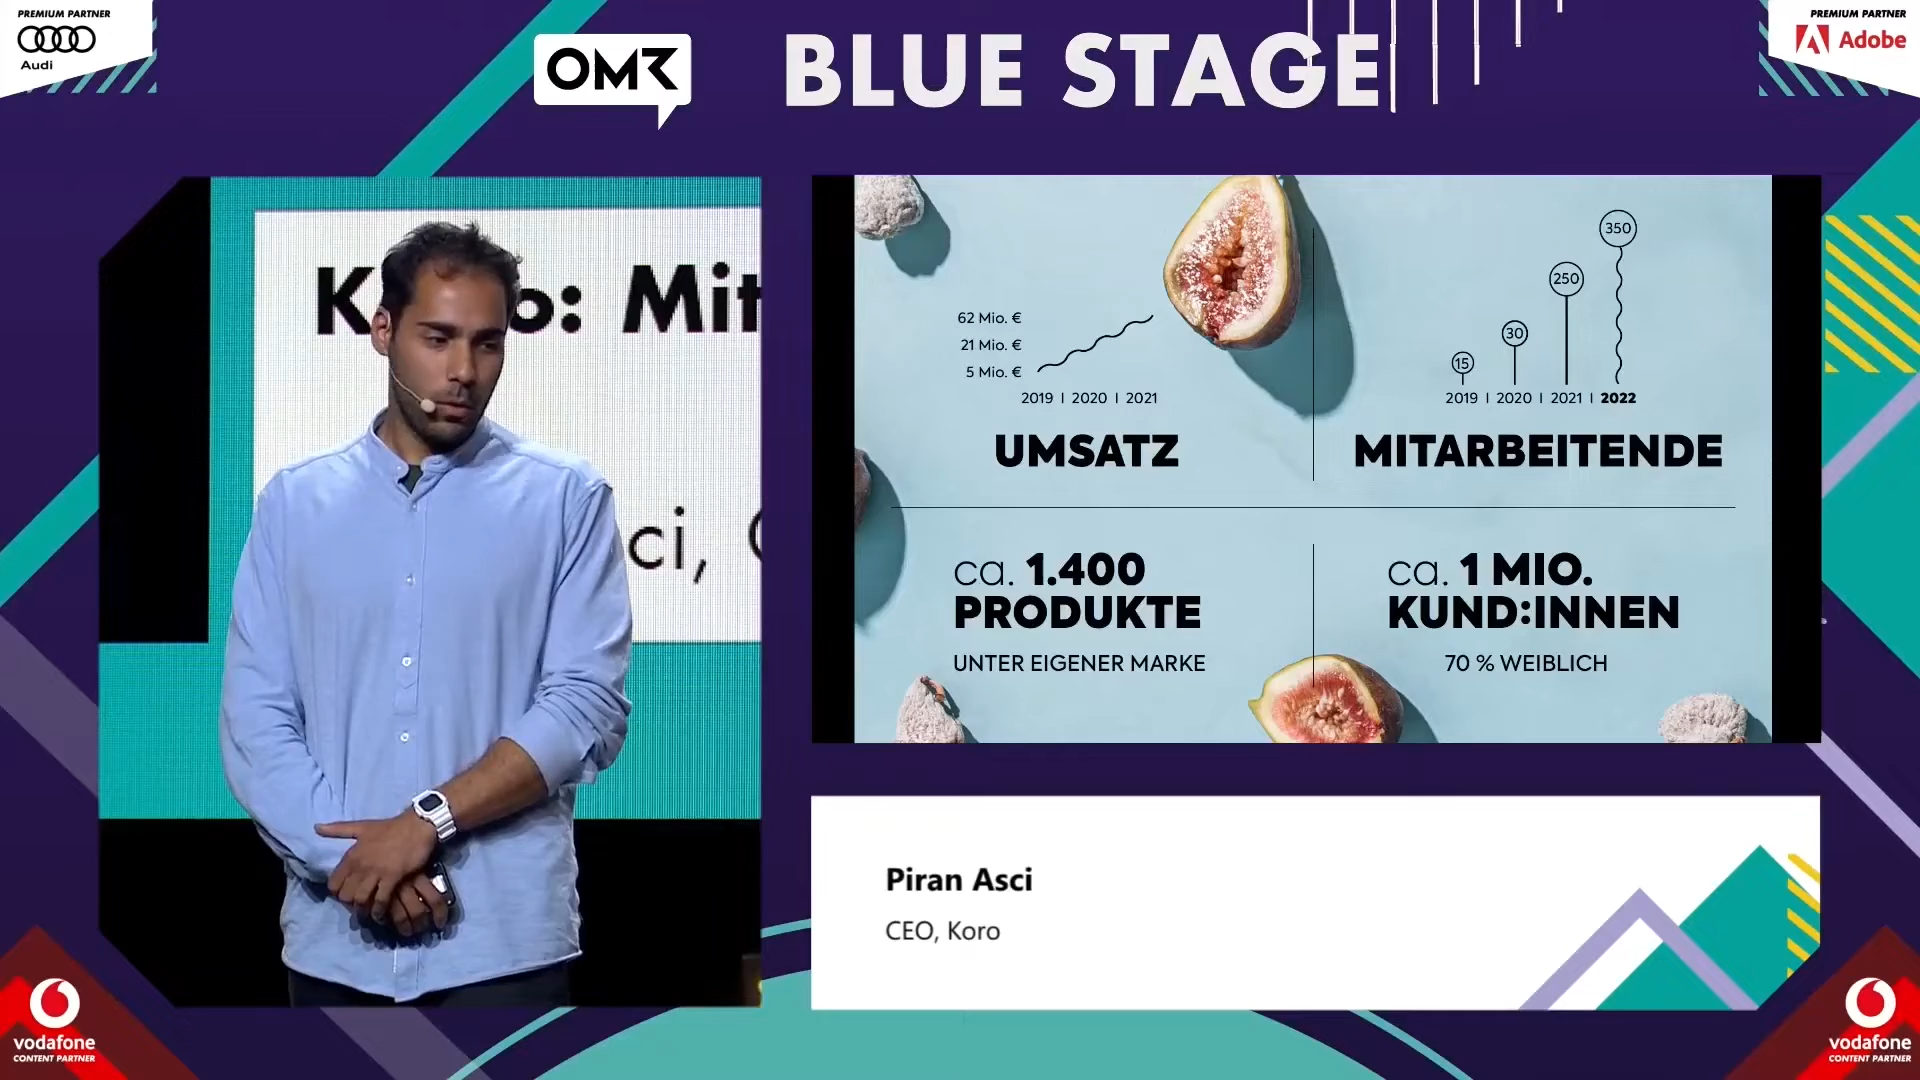 PREMIUM PARTNER
Audi
OMR
BLUE STAGE
PREMIUM PARTNER
Adobe
K o: Mit
ci,
62 Mio. €
21 Mio. €
5 Mio. €
2019 | 2020 | 2021
UMSATZ
350
250
30
15
2019 | 2020 | 2021 | 2022
MITARBEITENDE
ca. 1.400
PRODUKTE
UNTER EIGENER MARKE
ca. 1 MIO.
KUND:INNEN
70 % WEIBLICH
Piran Asci
CEO, Koro
vodafone
CONTENT PARTNER
vodafone
CONTENT PARTNER